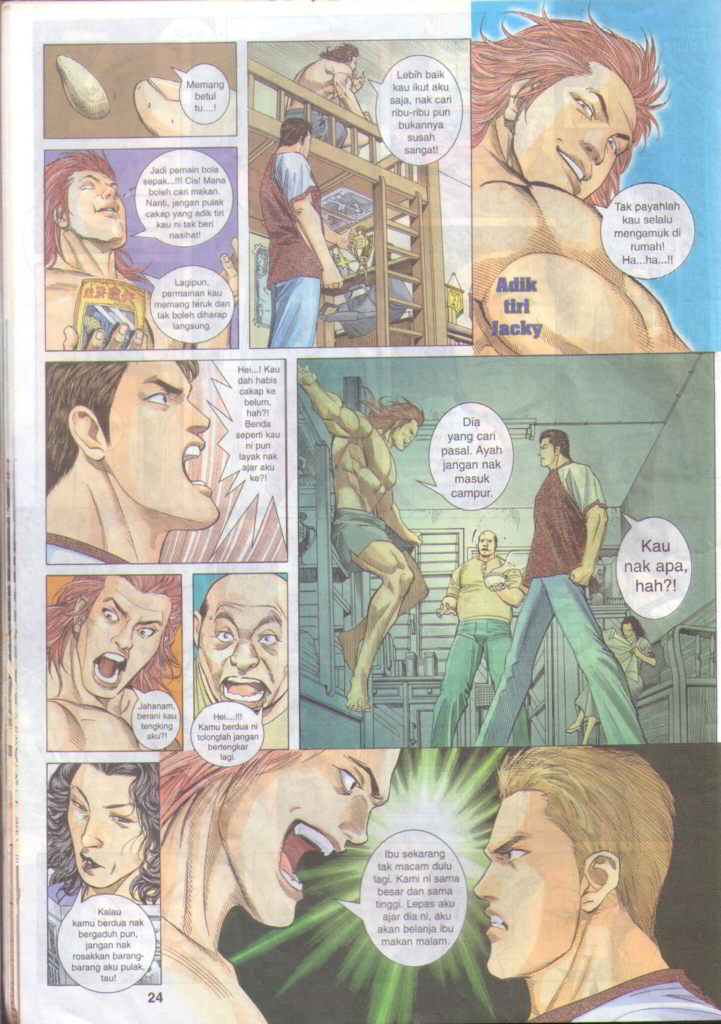 Memang
betul
tu....!
Lebih baik
kau ikut aku
saja, nak cari
ribu-ribu pun
bukannya
susah
sangat!
Tak payahlah
kau selalu
mengamuk di
rumah!
Ha...ha...!!
Adik
tiri
Jacky
Jadi pemain bola
sepak...!!! Cis! Mana
boleh cari makan.
Nanti, jangan pulak
cakap yang adik tiri
kau ni tak beri
nasihat!
Lagipun,
permainan kau
memang teruk dan
tak boleh diharap
langsung.
Hei...! Kau
dah habis
cakap ke
belum,
hah?!
Benda
seperti kau
ni pun
layak nak
ajar aku
ke?!
Dia
yang cari
pasal. Ayah
jangan nak
masuk
campur.
Kau
nak apa,
hah?!
Jahanam,
berani kau
tengking
aku?!
Hei....!!!
Kamu berdua ni
tolonglah jangan
bertengkar
lagi.
Kalau
kamu berdua nak
bergaduh pun,
jangan nak
rosakkan barang-
barang aku pulak,
tau!
Ibu sekarang
tak macam dulu
lagi. Kami ni sama
besar dan sama
tinggi. Lepas aku
ajar dia ni, aku
akan belanja ibu
makan malam.
24